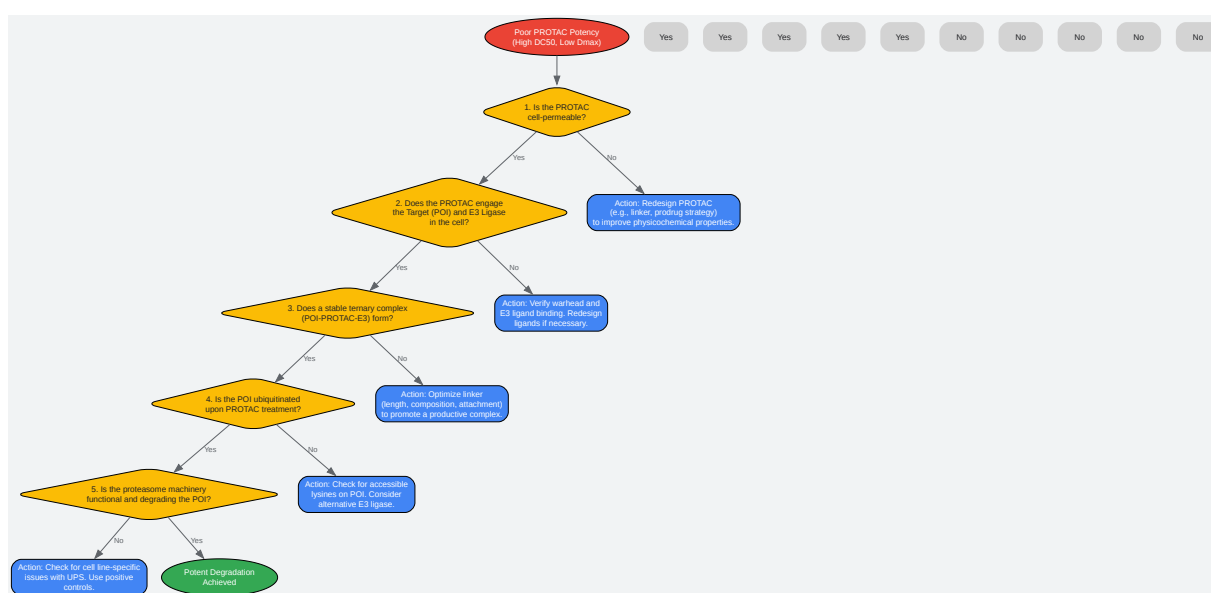 Poor PROTAC Potency
(High DC50, Low Dmax)
Yes
Yes
Yes
Yes
Yes
No
No
No
No
No
1. Is the PROTAC
cell-permeable?
Yes
No
2. Does the PROTAC engage
the Target (POI) and E3 Ligase
in the cell?
Action: Redesign PROTAC
(e.g., linker, prodrug strategy)
to improve physicochemical properties.
Yes
No
3. Does a stable ternary complex
(POI-PROTAC-E3) form?
Action: Verify warhead and
E3 ligand binding. Redesign
ligands if necessary.
Yes
No
4. Is the POI ubiquitinated
upon PROTAC treatment?
Action: Optimize linker
(length, composition, attachment)
to promote a productive complex.
Yes
No
5. Is the proteasome machinery
functional and degrading the POI?
Action: Check for accessible
lysines on POI. Consider
alternative E3 ligase.
No
Yes
Action: Check for cell line-specific
issues with UPS. Use positive
controls.
Potent Degradation
Achieved